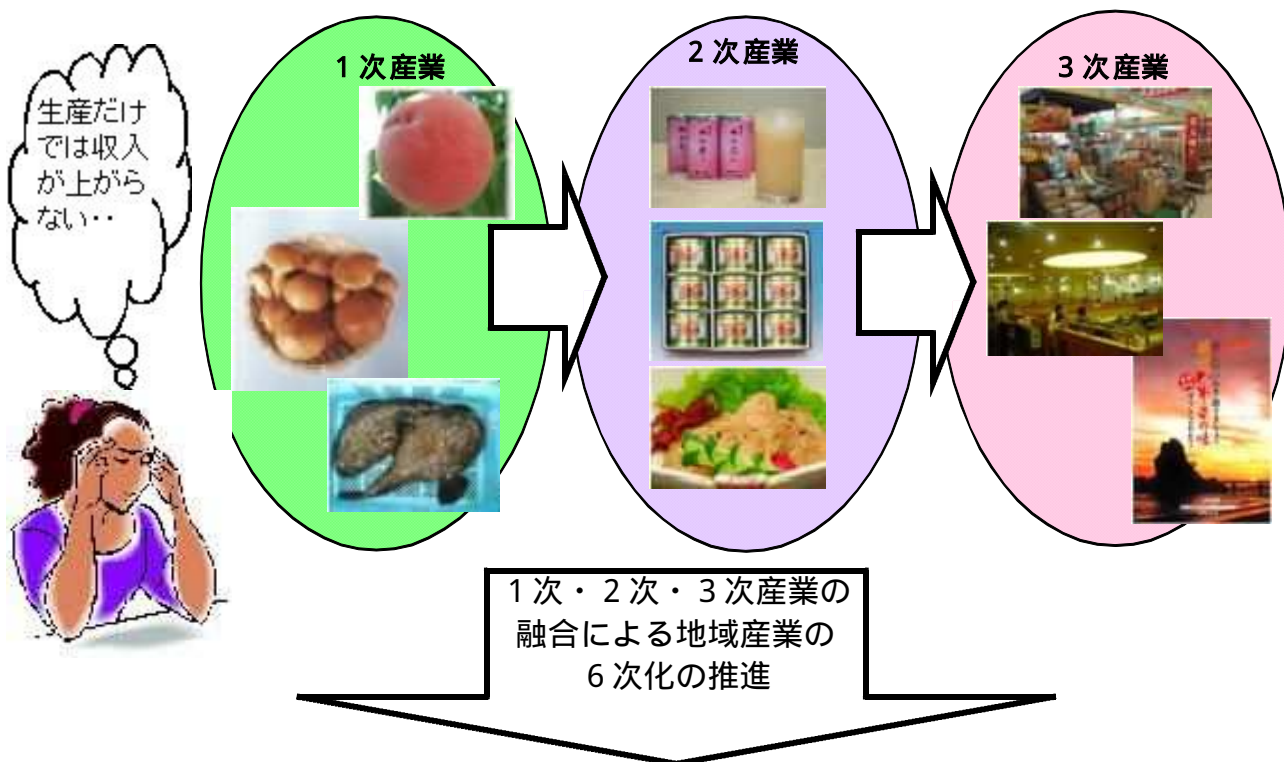 生産だけ
では収入
が上がら
ない・・
1次産業
2次産業
3次産業
1次・2次・3次産業の
融合による地域産業の
6次化の推進